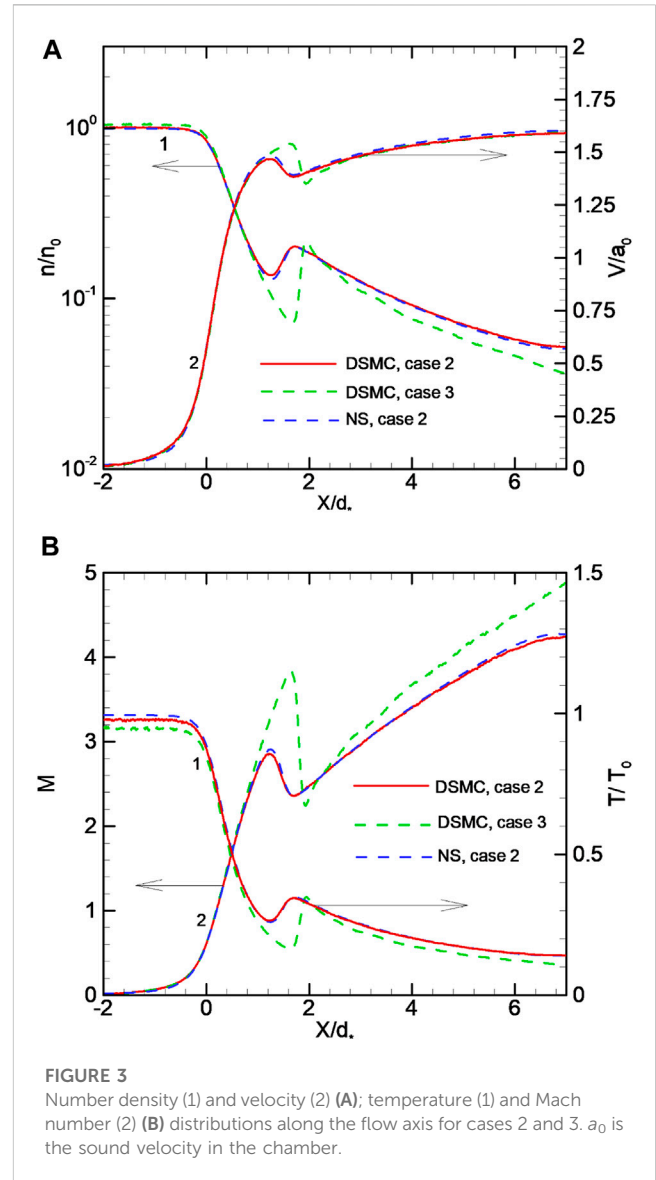 A
2
1.75
1.5
1.25
1
0.75
0.5
0.25
0
V/a₀
10⁰
10⁻¹
10⁻²
n/n₀
1
2
DSMC, case 2
DSMC, case 3
NS, case 2
-2 0 2 4 6
X/d*
B
5
4
3
2
1
0
M
1.5
1
0.5
0
T/T₀
1
2
DSMC, case 2
DSMC, case 3
NS, case 2
-2 0 2 4 6
X/d*
FIGURE 3
Number density (1) and velocity (2) (A); temperature (1) and Mach
number (2) (B) distributions along the flow axis for cases 2 and 3. a₀ is
the sound velocity in the chamber.